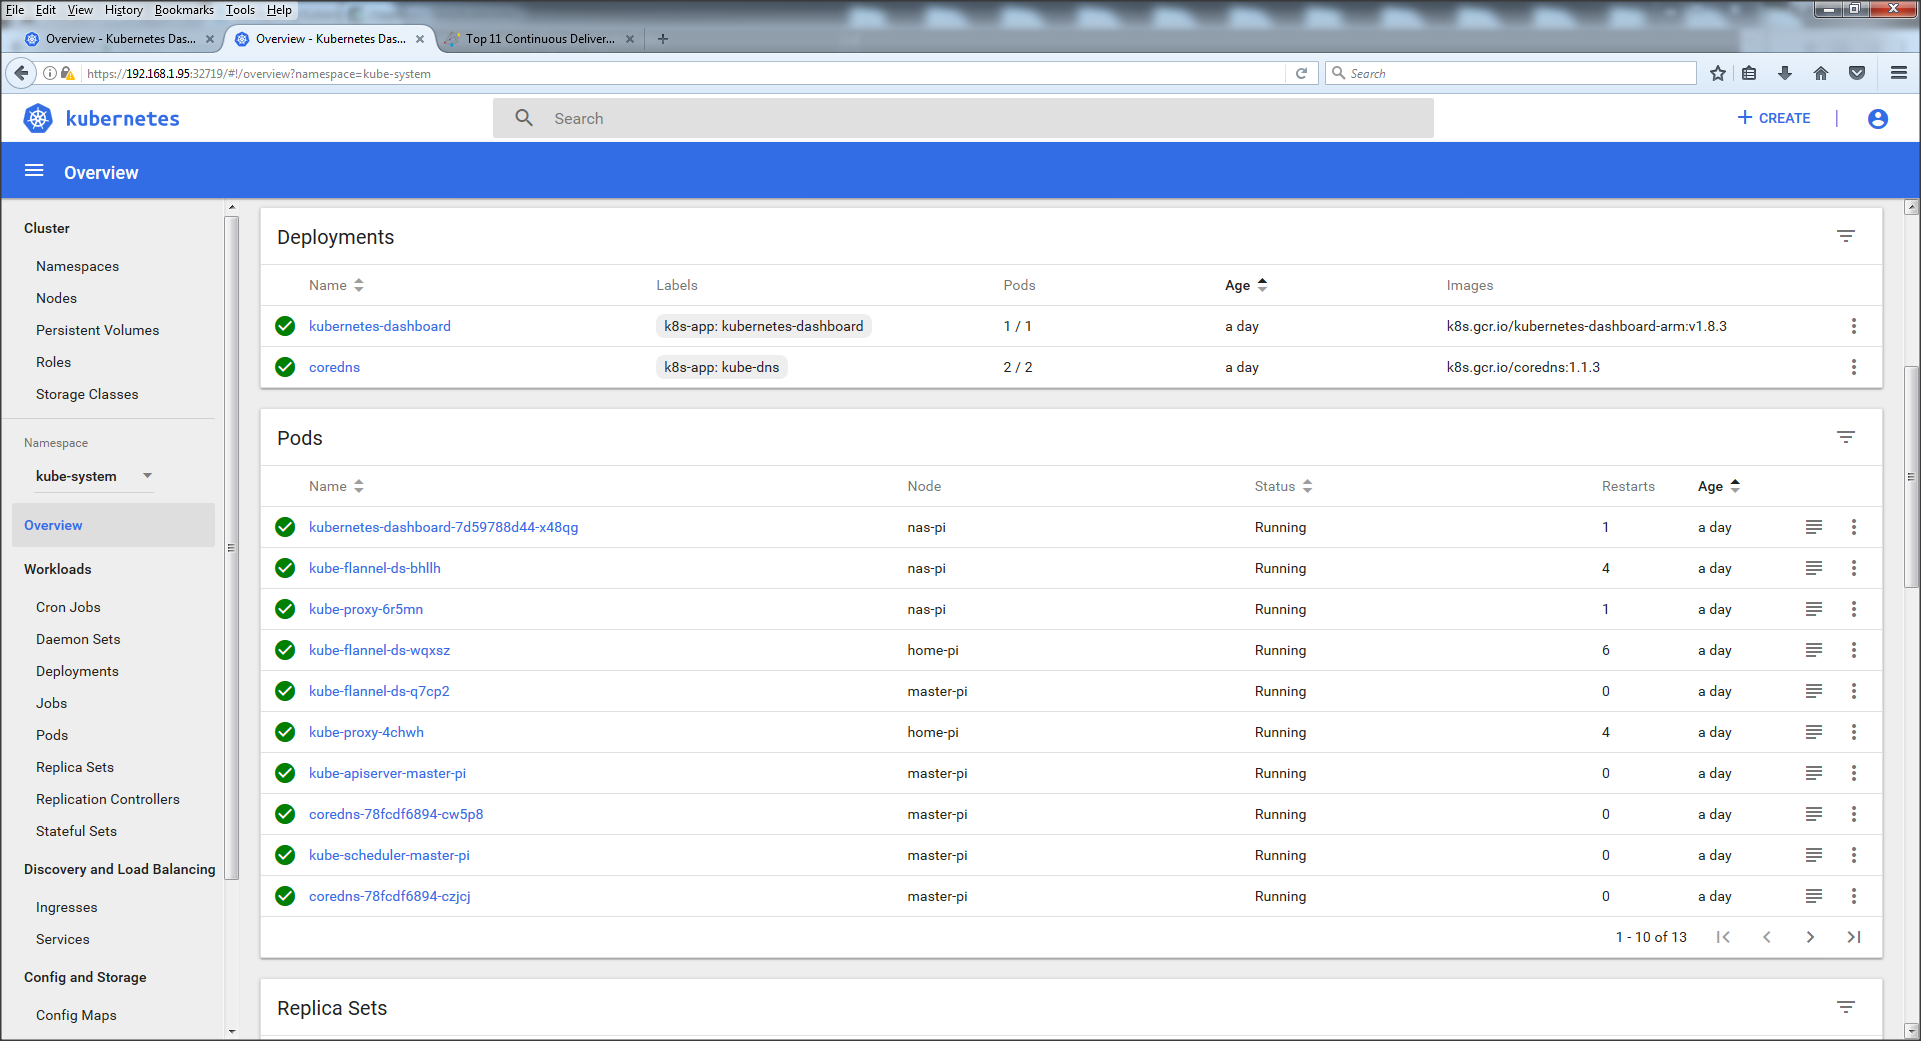 File Edit View History Bookmarks Tools Help
Overview - Kubernetes Das... Overview - Kubernetes Das... Top 11 Continuous Deliver...
https://192.168.1.95:32719/#!/overview?namespace=kube-system Search
kubernetes Search + CREATE
Overview
Cluster
Namespaces
Nodes
Persistent Volumes
Roles
Storage Classes
Namespace
kube-system
Overview
Workloads
Cron Jobs
Daemon Sets
Deployments
Jobs
Pods
Replica Sets
Replication Controllers
Stateful Sets
Discovery and Load Balancing
Ingresses
Services
Config and Storage
Config Maps
Deployments
Name Labels Pods Age Images
kubernetes-dashboard k8s-app: kubernetes-dashboard 1 / 1 a day k8s.gcr.io/kubernetes-dashboard-arm:v1.8.3
coredns k8s-app: kube-dns 2 / 2 a day k8s.gcr.io/coredns:1.1.3
Pods
Name Node Status Restarts Age
kubernetes-dashboard-7d59788d44-x48qg nas-pi Running 1 a day
kube-flannel-ds-bhllh nas-pi Running 4 a day
kube-proxy-6r5mn nas-pi Running 1 a day
kube-flannel-ds-wqxsz home-pi Running 6 a day
kube-flannel-ds-q7cp2 master-pi Running 0 a day
kube-proxy-4chwh home-pi Running 4 a day
kube-apiserver-master-pi master-pi Running 0 a day
coredns-78fcdf6894-cw5p8 master-pi Running 0 a day
kube-scheduler-master-pi master-pi Running 0 a day
coredns-78fcdf6894-czjcj master-pi Running 0 a day
1 - 10 of 13
Replica Sets